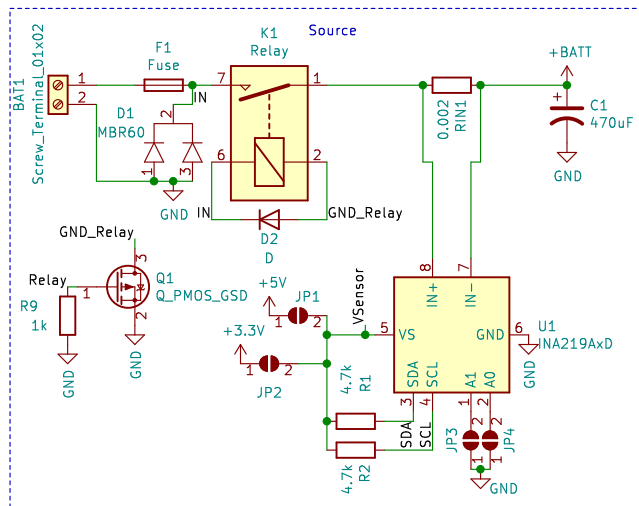 Source
BAT1
Screw_Terminal_01x02
1
2
F1
Fuse
IN
D1
MBR60
2
1
3
GND
K1
Relay
7
1
6
2
IN
GND_Relay
D2
D
0.002
RIN1
+BATT
+
C1
470uF
GND
GND_Relay
3
Relay
1
Q1
Q_PMOS_GSD
2
R9
1k
GND
GND
+5V
JP1
1
2
+3.3V
1
2
JP2
VSensor
8
7
IN+
IN-
5
VS
GND
6
U1
INA219AxD
GND
SDA
SCL
A1
A0
3
4
1
2
4.7k
R1
SDA
SCL
4.7k
R2
JP3
2
1
JP4
2
1
GND